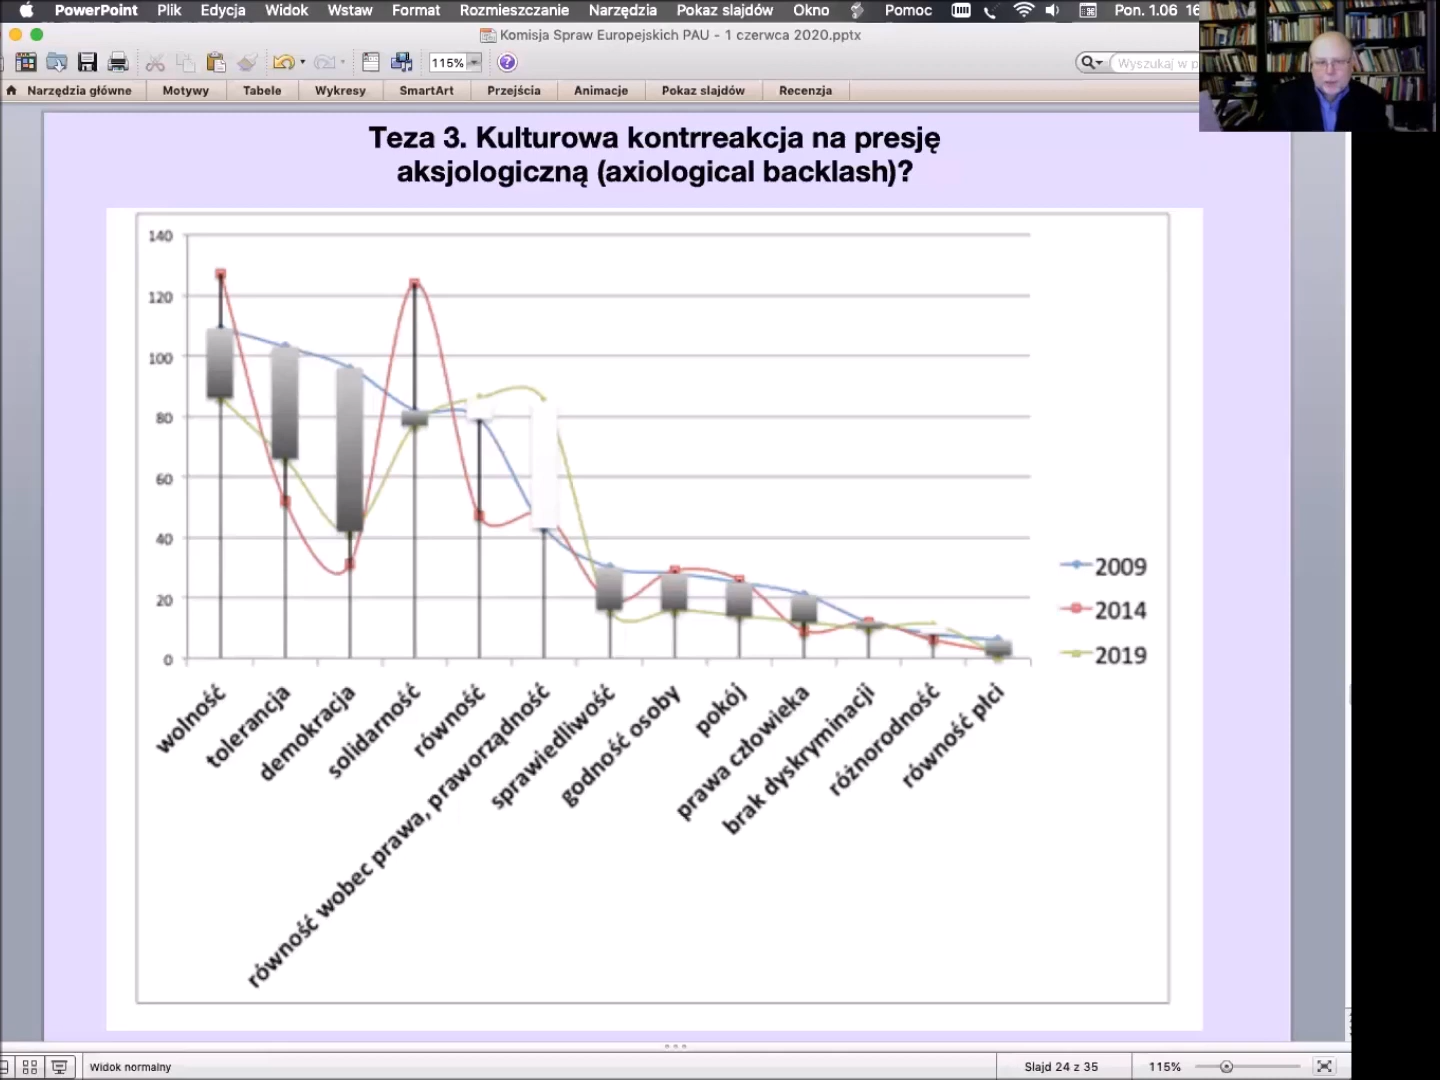 PowerPoint Plik Edycja Widok Wstaw Format Rozmieszczanie Narzędzia Pokaz slajdów Okno Pomoc Pon. 1.06 16
Komisja Spraw Europejskich PAU - 1 czerwca 2020.pptx
115%
Wyszukaj w p
Narzędzia główne Motywy Tabele Wykresy SmartArt Przejścia Animacje Pokaz slajdów Recenzja
Teza 3. Kulturowa kontrreakcja na presję
aksjologiczną (axiological backlash)?
140
120
100
80
60
40
20
0
2009
2014
2019
wolność
tolerancja
demokracja
solidarność
równość
równość wobec prawa, praworządność
sprawiedliwość
godność osoby
pokój
prawa człowieka
brak dyskryminacji
różnorodność
równość płci
Widok normalny
Slajd 24 z 35
115%